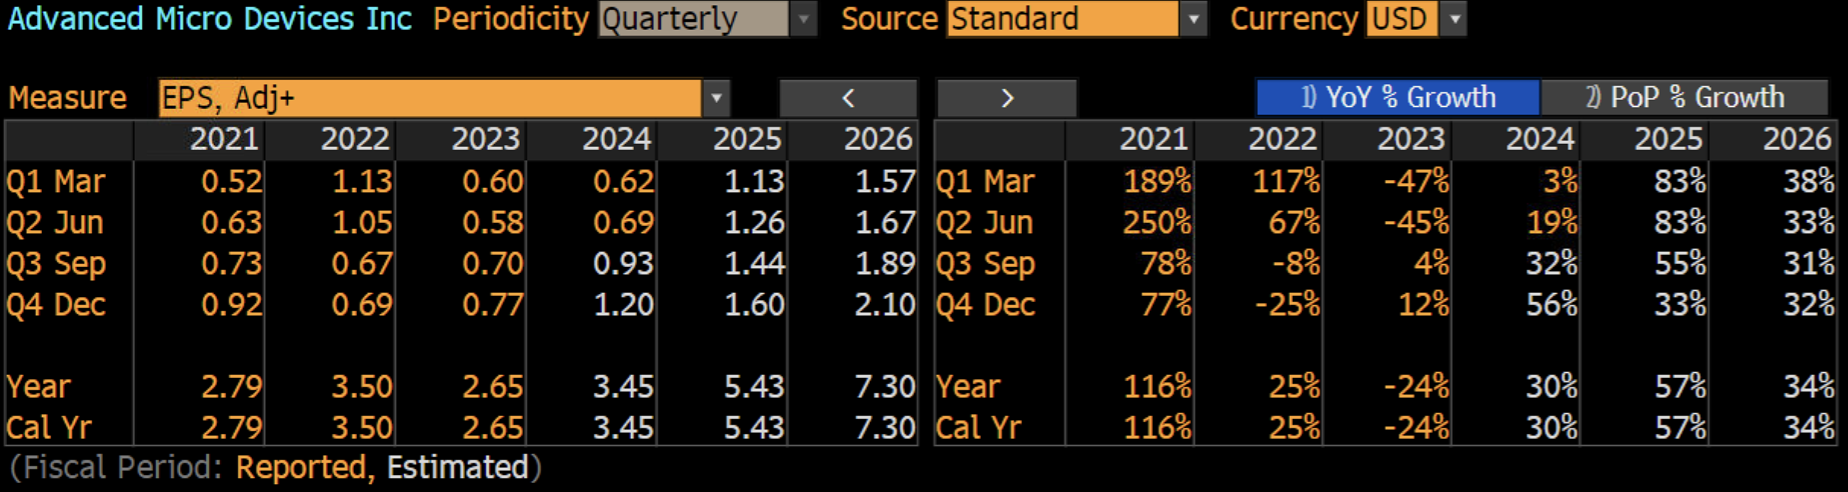 Advanced Micro Devices Inc Periodicity Quarterly Source Standard Currency USD
Measure EPS, Adj+ < > 1) YoY % Growth 2) PoP % Growth
2021 2022 2023 2024 2025 2026 2021 2022 2023 2024 2025 2026
Q1 Mar 0.52 1.13 0.60 0.62 1.13 1.57 Q1 Mar 189% 117% -47% 3% 83% 38%
Q2 Jun 0.63 1.05 0.58 0.69 1.26 1.67 Q2 Jun 250% 67% -45% 19% 83% 33%
Q3 Sep 0.73 0.67 0.70 0.93 1.44 1.89 Q3 Sep 78% -8% 4% 32% 55% 31%
Q4 Dec 0.92 0.69 0.77 1.20 1.60 2.10 Q4 Dec 77% -25% 12% 56% 33% 32%
Year 2.79 3.50 2.65 3.45 5.43 7.30 Year 116% 25% -24% 30% 57% 34%
Cal Yr 2.79 3.50 2.65 3.45 5.43 7.30 Cal Yr 116% 25% -24% 30% 57% 34%
(Fiscal Period: Reported, Estimated)